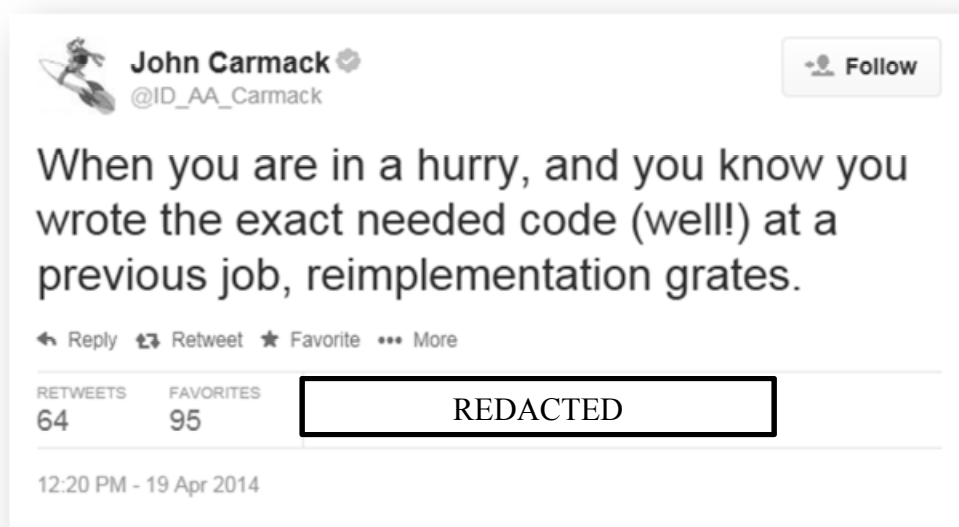 John Carmack
@ID_AA_Carmack
Follow
When you are in a hurry, and you know you
wrote the exact needed code (well!) at a
previous job, reimplementation grates.
Reply Retweet Favorite More
RETWEETS FAVORITES
64 95
REDACTED
12:20 PM - 19 Apr 2014